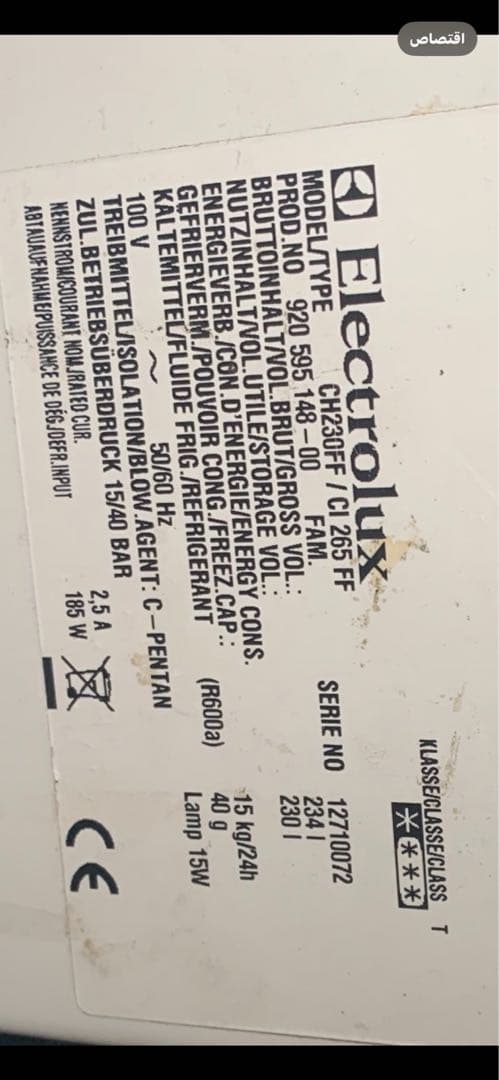 اقتصاص
Electrolux
KLASSE/CLASSE/CLASS T
MODEL/TYPE CH230FF / CI 265 FF
PROD.NO 920 595 148 – 00 FAM. SERIE NO 12710072
BRUTTOINHALT/VOL.BRUT/GROSS VOL.: 234 l
NUTZINHALT/VOL.UTILE/STORAGE VOL.: 230 l
ENERGIEVERB./CON.D'ENERGIE/ENERGY CONS.
GEFRIERVERM./POUVOIR CONG./FREEZ.CAP.: 15 kg/24h
KÄLTEMITTEL/FLUIDE FRIG./REFRIGERANT (R600a) 40 g
100 V ~ 50/60 Hz Lamp 15W
TREIBMITTEL/ISOLATION/BLOW.AGENT: C–PENTAN
ZUL.BETRIEBSÜBERDRUCK 15/40 BAR
NENNSTROM/COURANT NOM./RATED CUR. 2,5 A
ABTAUAUFNAHME/PUISSANCE DE DÉG./DEFR.INPUT 185 W
CE